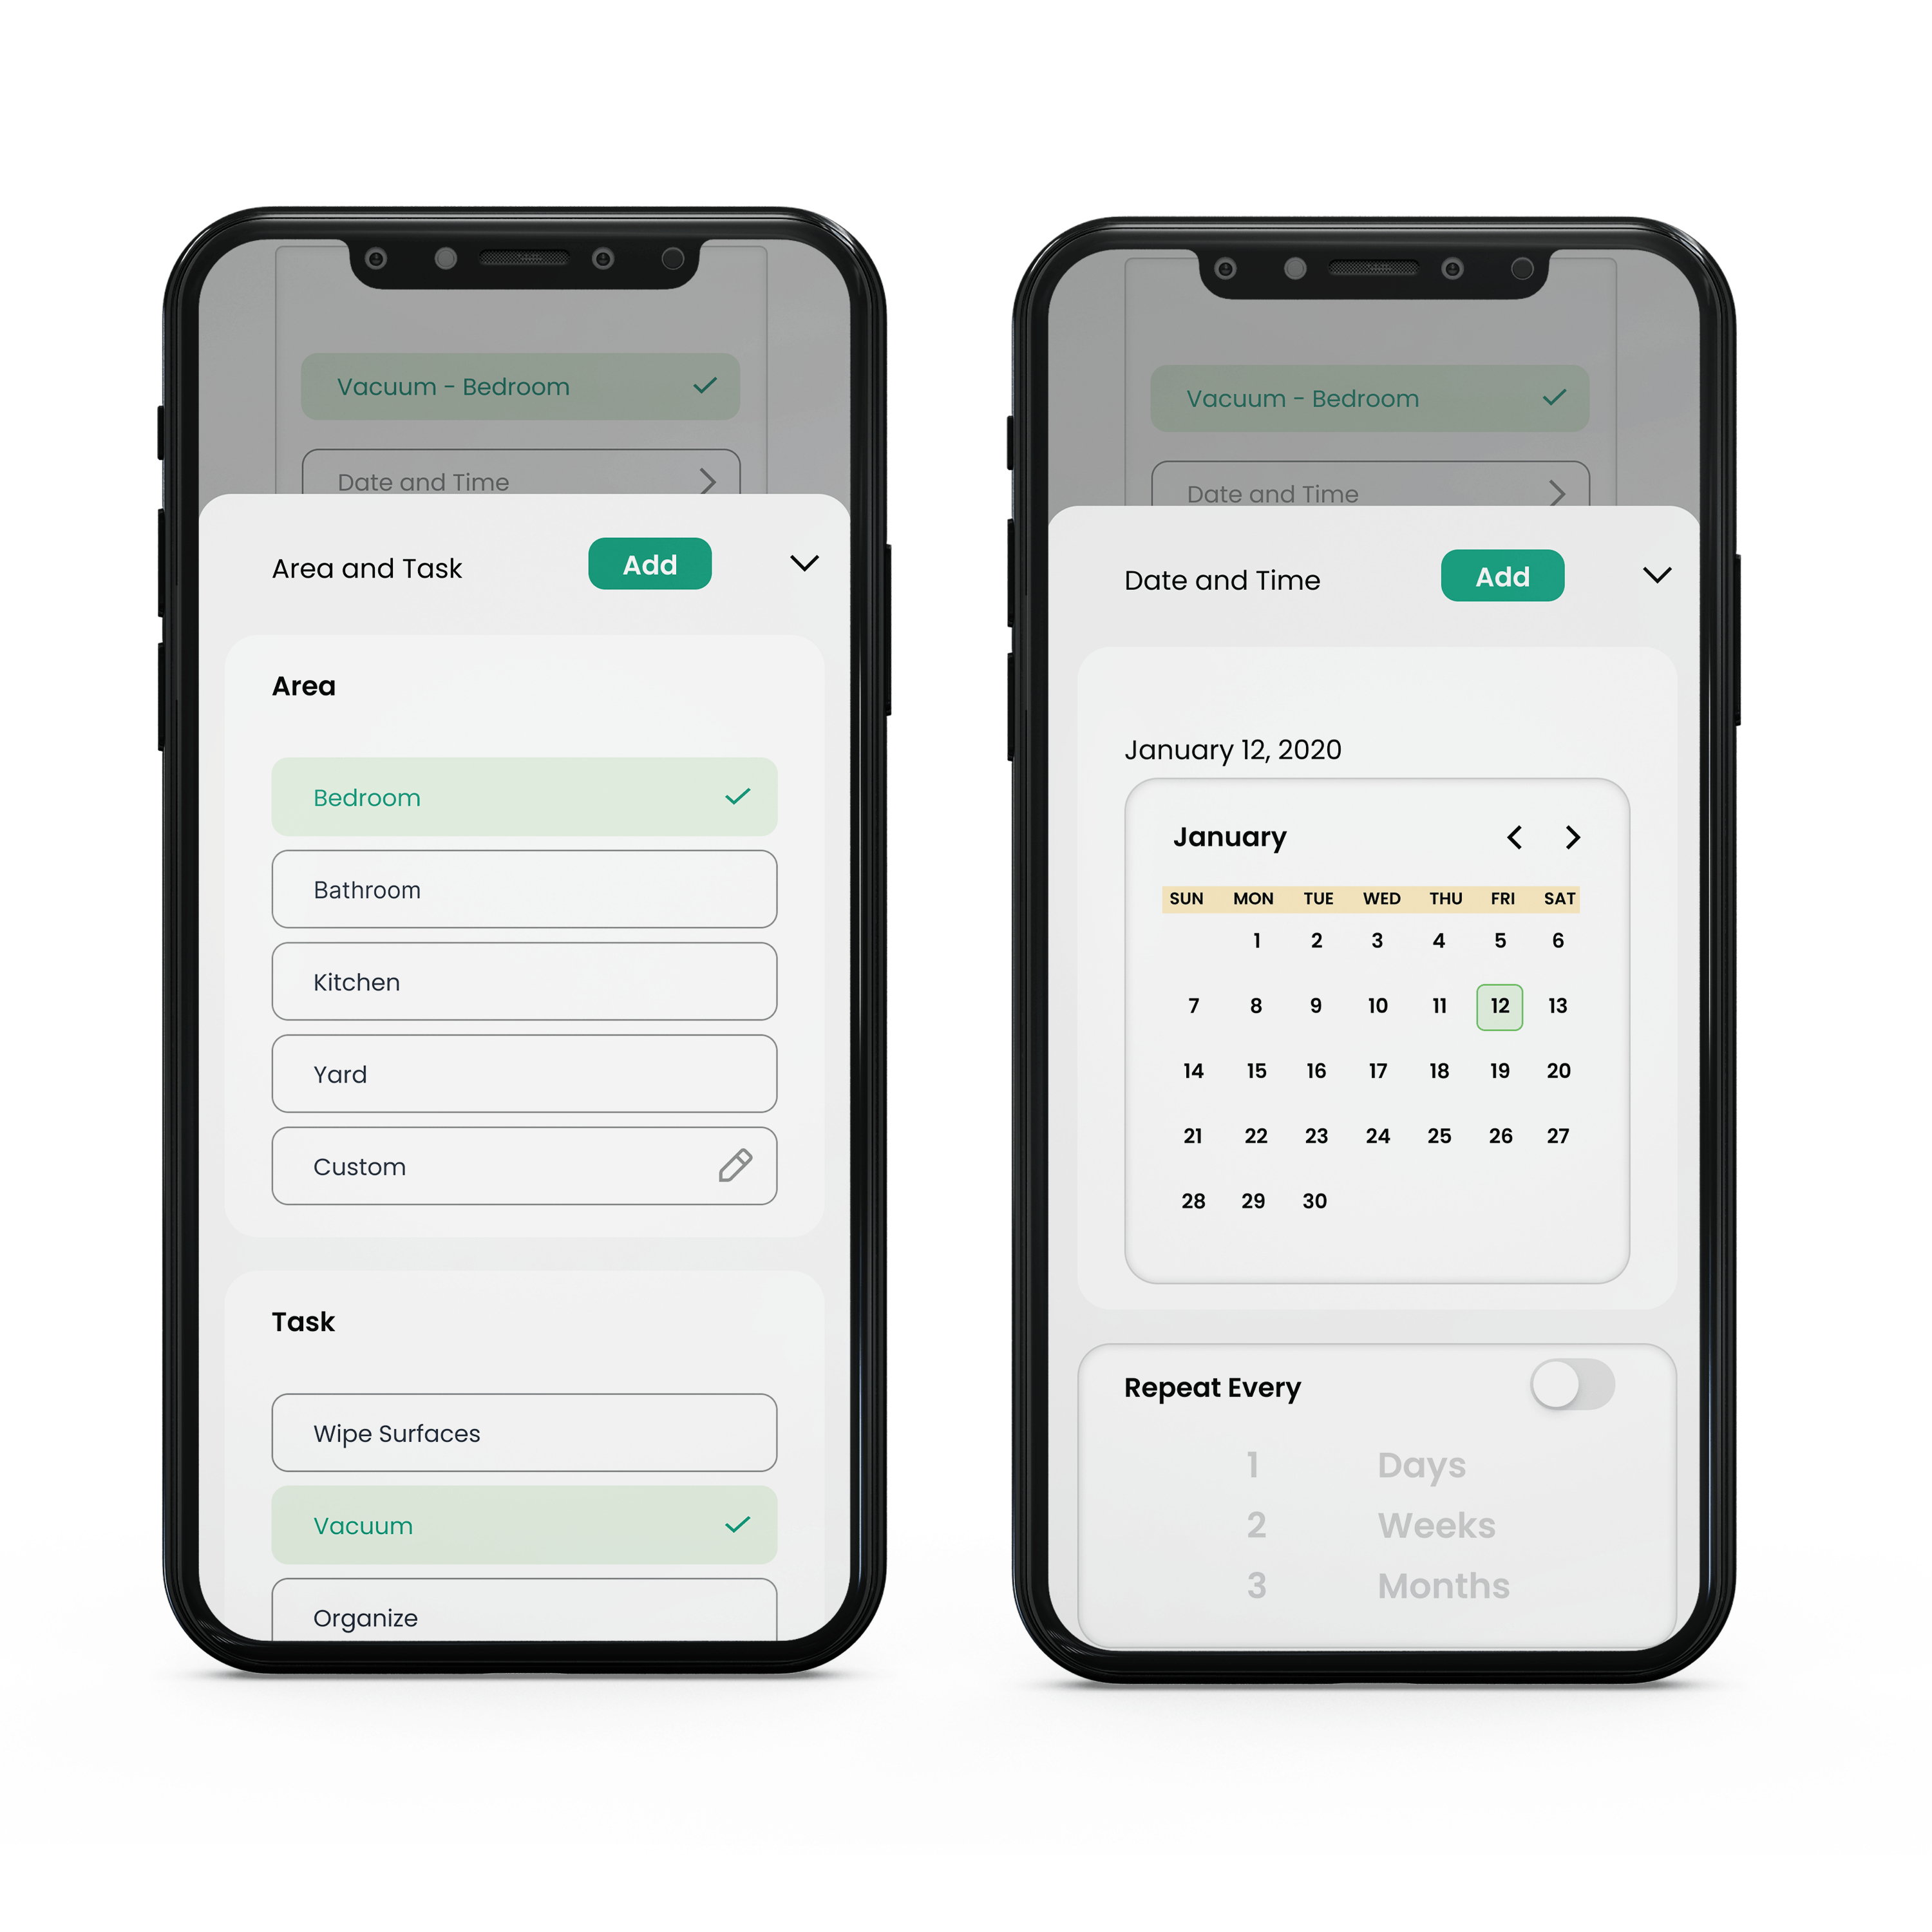 Vacuum - Bedroom
Date and Time
Area and Task
Add
Area
Bedroom
Bathroom
Kitchen
Yard
Custom
Task
Wipe Surfaces
Vacuum
Organize
Vacuum - Bedroom
Date and Time
Date and Time
Add
January 12, 2020
January
SUN MON TUE WED THU FRI SAT
1 2 3 4 5 6
7 8 9 10 11 12 13
14 15 16 17 18 19 20
21 22 23 24 25 26 27
28 29 30
Repeat Every
1 Days
2 Weeks
3 Months